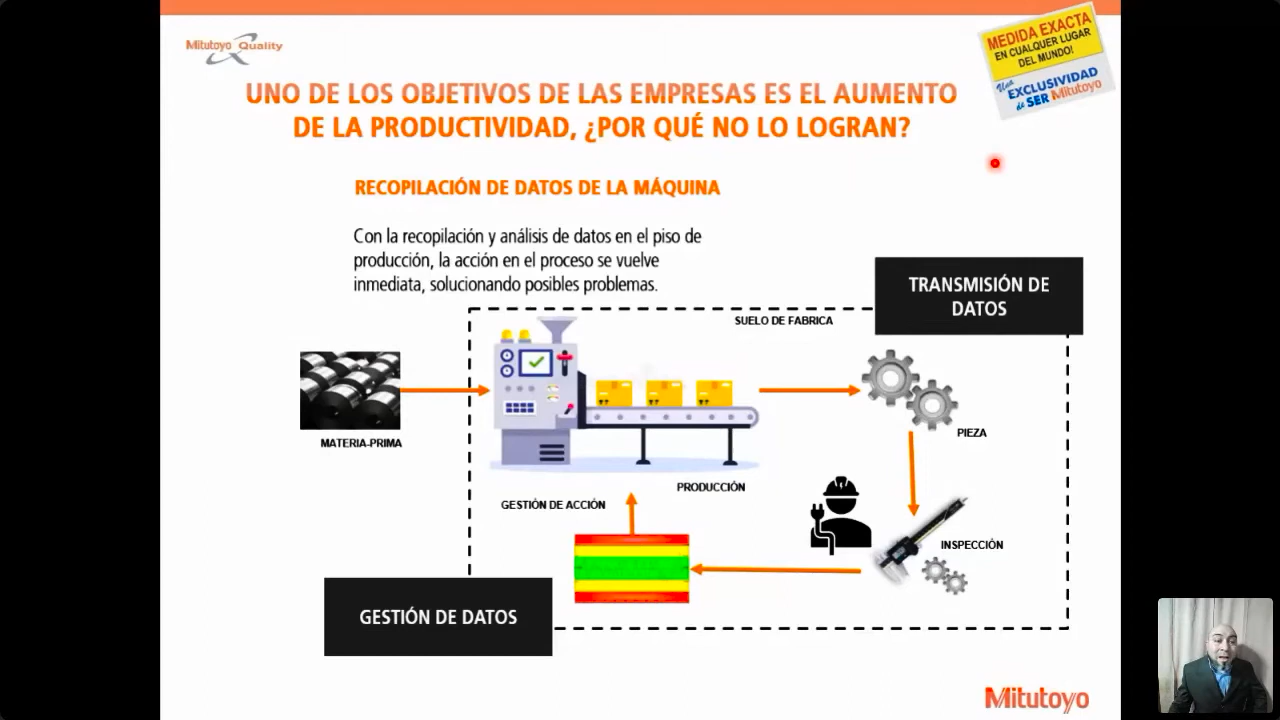 Mitutoyo Quality
MEDIDA EXACTA
EN CUALQUER LUGAR
DEL MUNDO!
Una
EXCLUSIVIDAD
de SER Mitutoyo
UNO DE LOS OBJETIVOS DE LAS EMPRESAS ES EL AUMENTO
DE LA PRODUCTIVIDAD, ¿POR QUÉ NO LO LOGRAN?
RECOPILACIÓN DE DATOS DE LA MÁQUINA
Con la recopilación y análisis de datos en el piso de
producción, la acción en el proceso se vuelve
inmediata, solucionando posibles problemas.
TRANSMISIÓN DE
DATOS
SUELO DE FABRICA
MATERIA-PRIMA
PIEZA
PRODUCCIÓN
GESTIÓN DE ACCIÓN
INSPECCIÓN
GESTIÓN DE DATOS
Mitutoyo